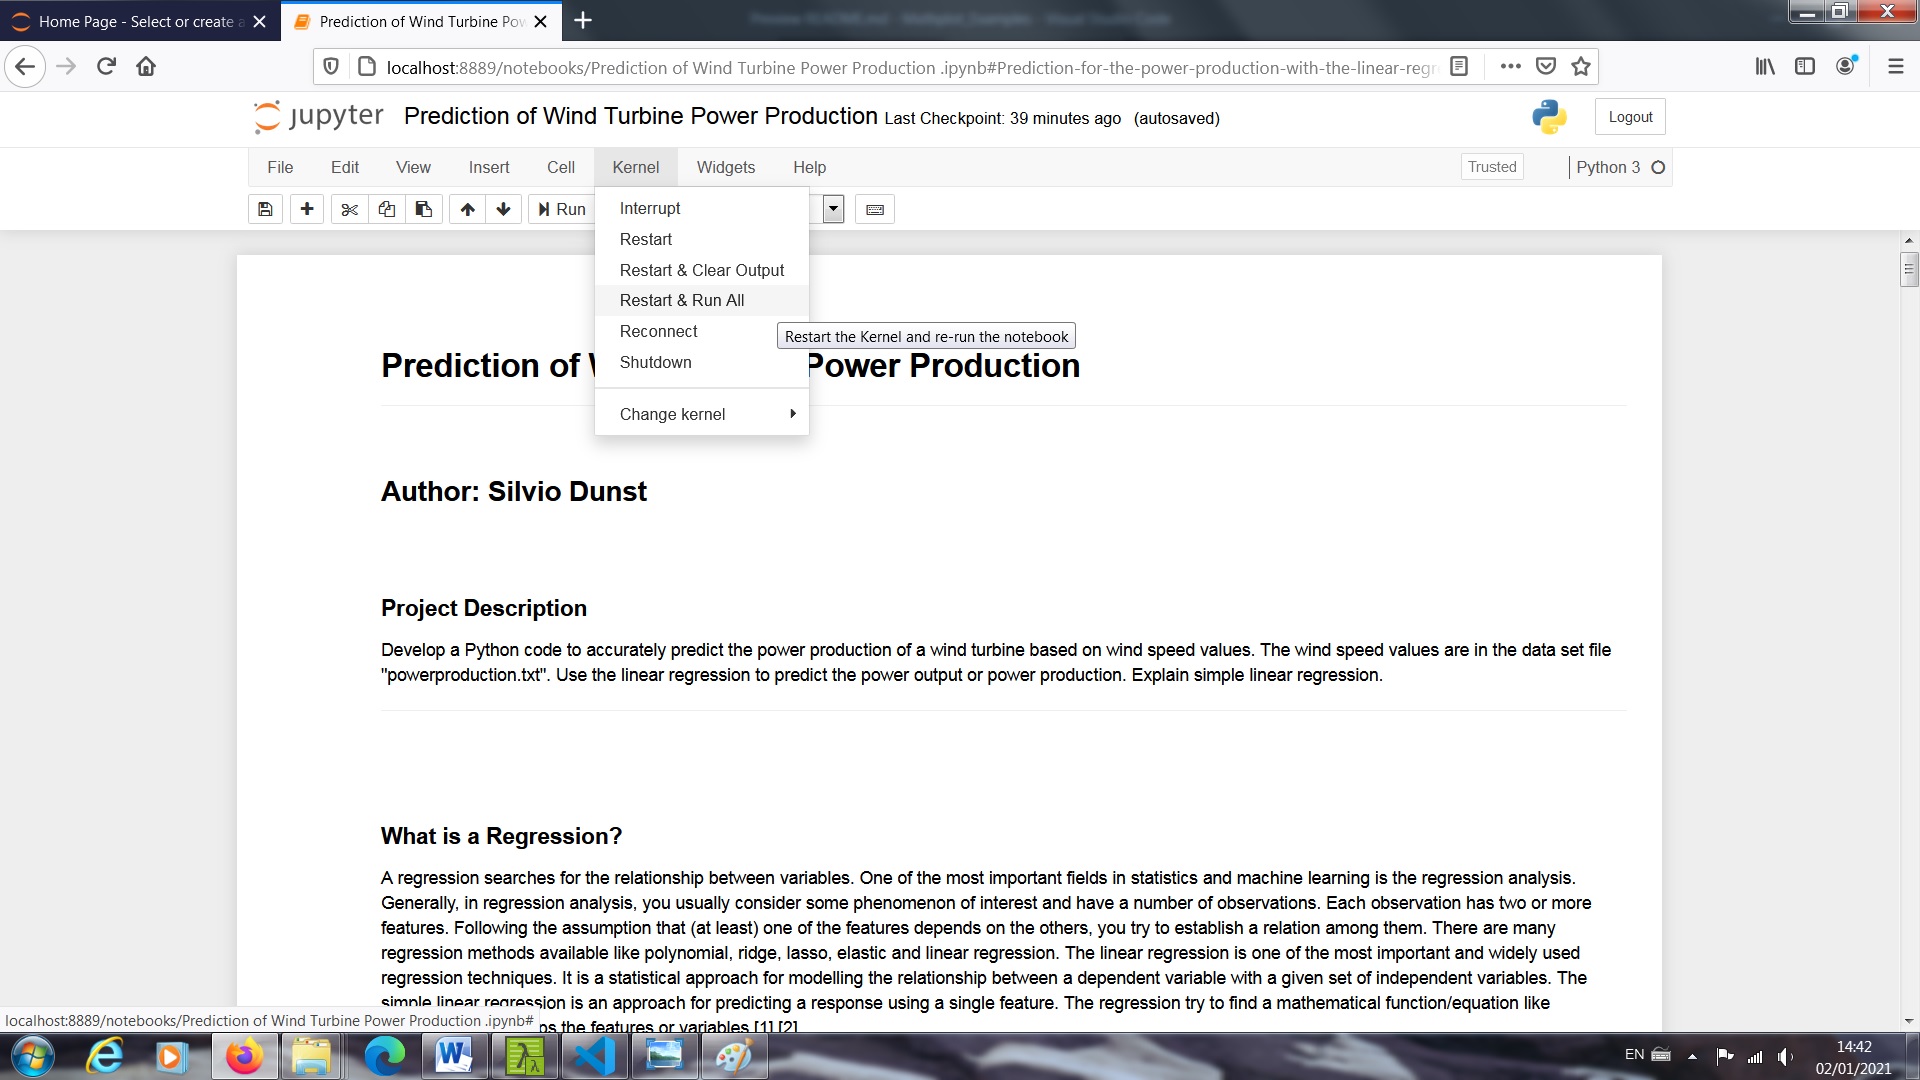 Home Page - Select or create a
Prediction of Wind Turbine Pow
localhost:8889/notebooks/Prediction of Wind Turbine Power Production .ipynb#Prediction-for-the-power-production-with-the-linear-regr
jupyter Prediction of Wind Turbine Power Production Last Checkpoint: 39 minutes ago (autosaved)
Logout
File Edit View Insert Cell Kernel Widgets Help
Trusted
Python 3
Run
Interrupt
Restart
Restart & Clear Output
Restart & Run All
Reconnect
Restart the Kernel and re-run the notebook
Shutdown
Change kernel
Prediction of W Power Production
Author: Silvio Dunst
Project Description
Develop a Python code to accurately predict the power production of a wind turbine based on wind speed values. The wind speed values are in the data set file
"powerproduction.txt". Use the linear regression to predict the power output or power production. Explain simple linear regression.
What is a Regression?
A regression searches for the relationship between variables. One of the most important fields in statistics and machine learning is the regression analysis.
Generally, in regression analysis, you usually consider some phenomenon of interest and have a number of observations. Each observation has two or more
features. Following the assumption that (at least) one of the features depends on the others, you try to establish a relation among them. There are many
regression methods available like polynomial, ridge, lasso, elastic and linear regression. The linear regression is one of the most important and widely used
regression techniques. It is a statistical approach for modelling the relationship between a dependent variable with a given set of independent variables. The
simple linear regression is an approach for predicting a response using a single feature. The regression try to find a mathematical function/equation like
the features or variables [1] [2]
localhost:8889/notebooks/Prediction of Wind Turbine Power Production .ipynb#
EN
14:42
02/01/2021